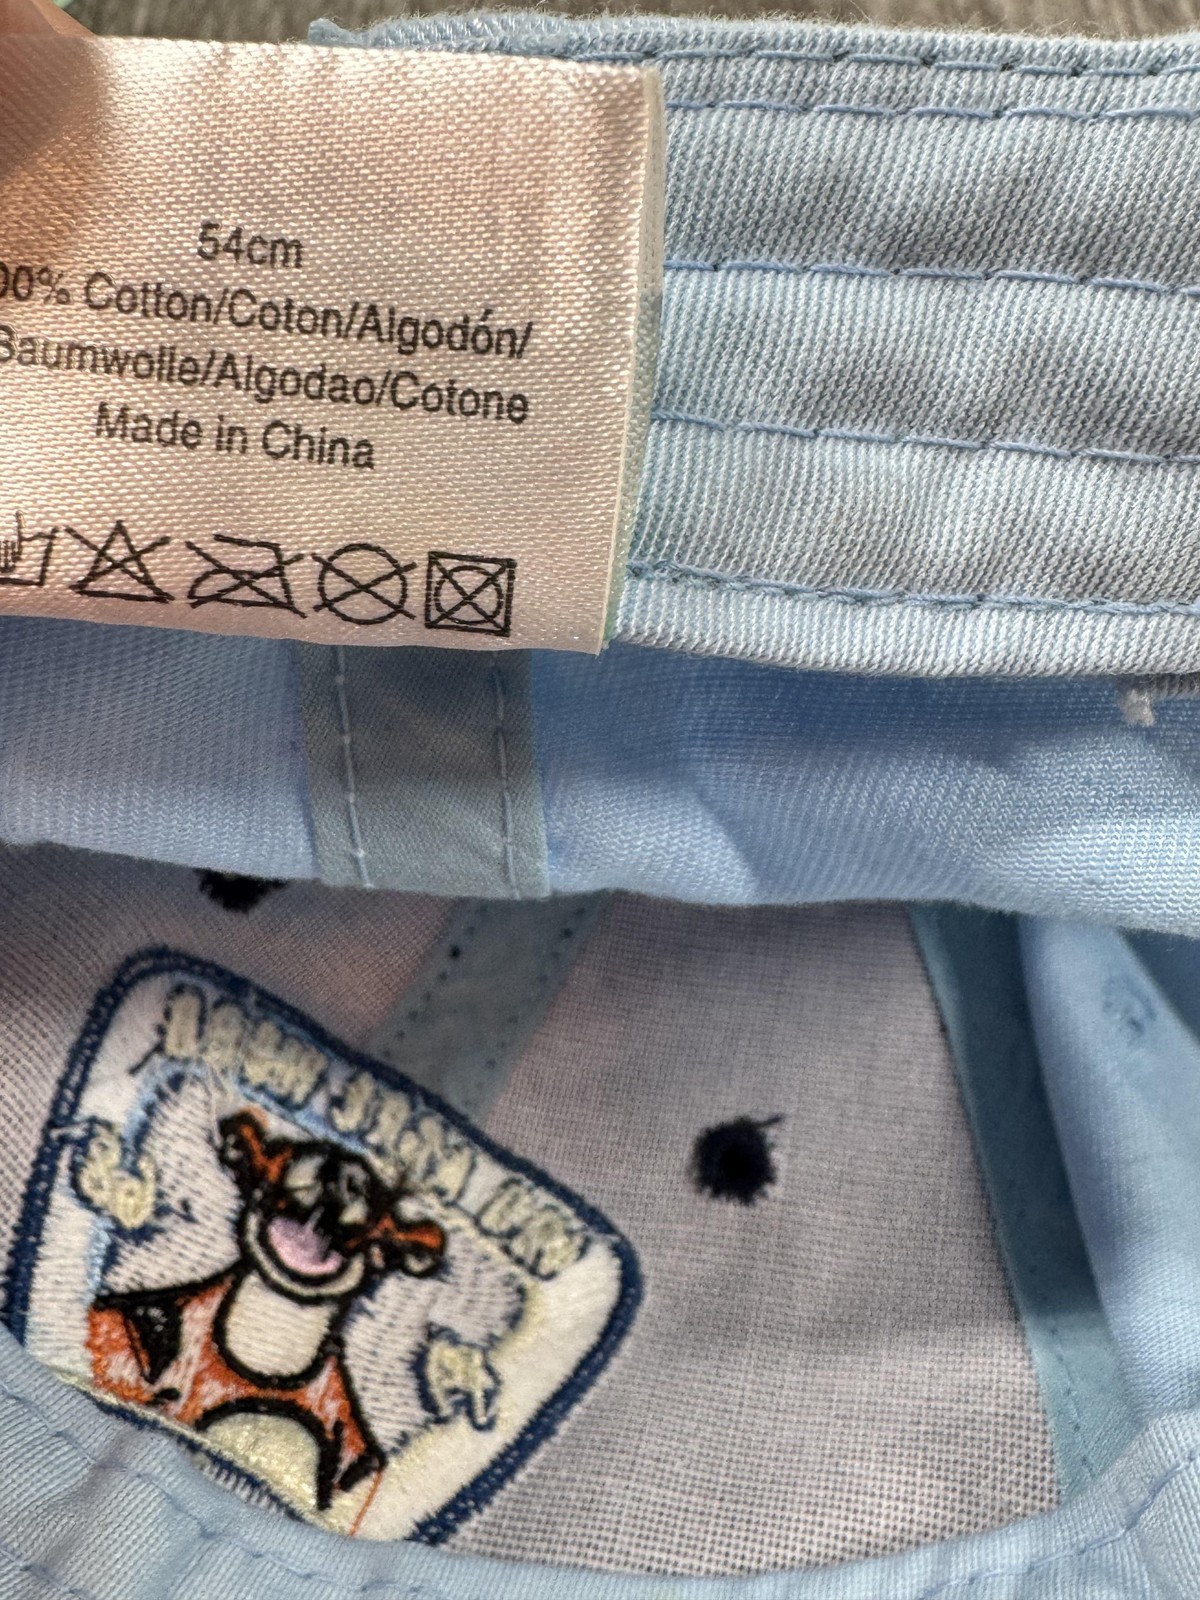 54cm
00% Cotton/Coton/Algodón/
Baumwolle/Algodao/Cotone
Made in China